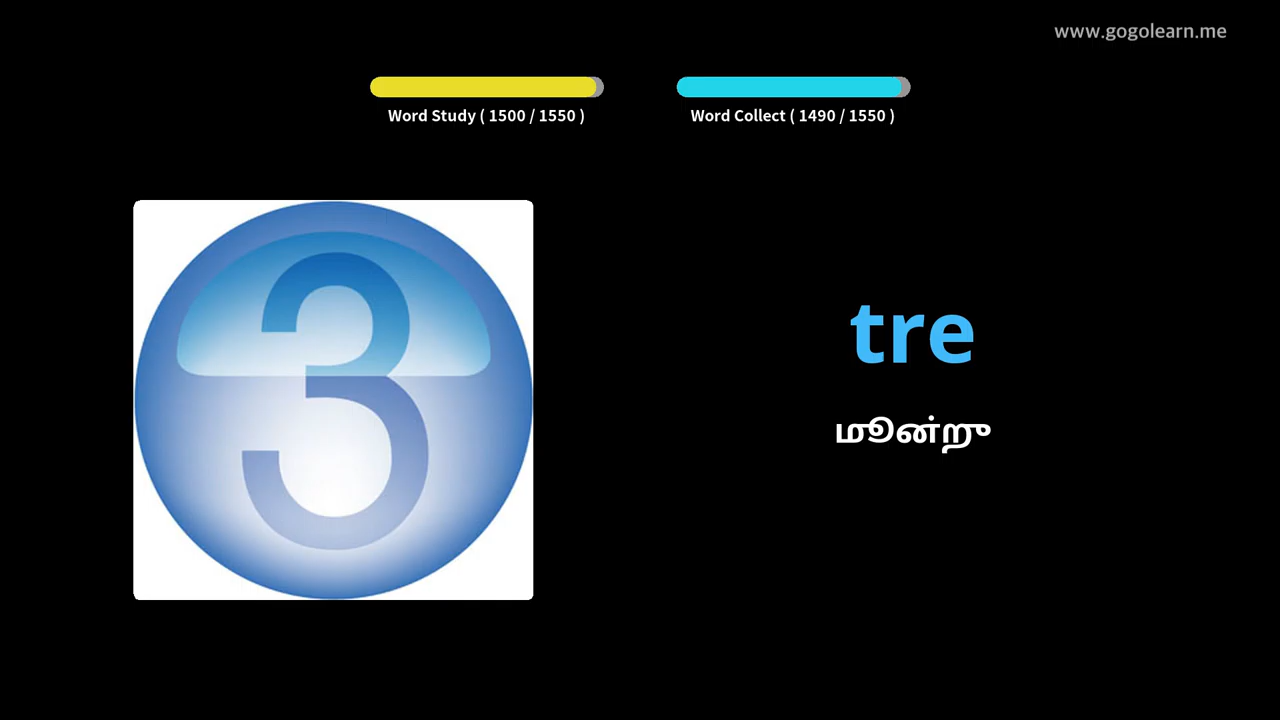 www.gogolearn.me
Word Study ( 1500 / 1550 )
Word Collect ( 1490 / 1550 )
3
tre
மூன்று